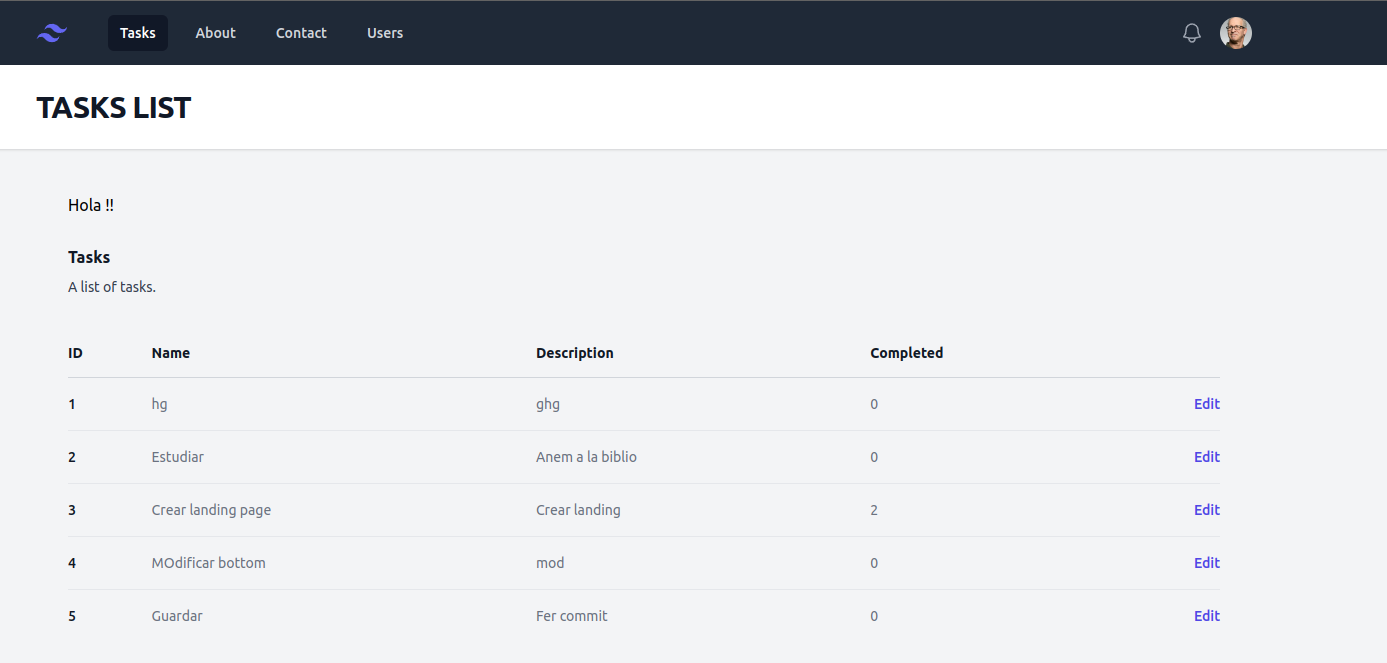 Tasks About Contact Users
TASKS LIST
Hola !!
Tasks
A list of tasks.
ID Name Description Completed
1 hg ghg 0 Edit
2 Estudiar Anem a la biblio 0 Edit
3 Crear landing page Crear landing 2 Edit
4 MOdificar bottom mod 0 Edit
5 Guardar Fer commit 0 Edit